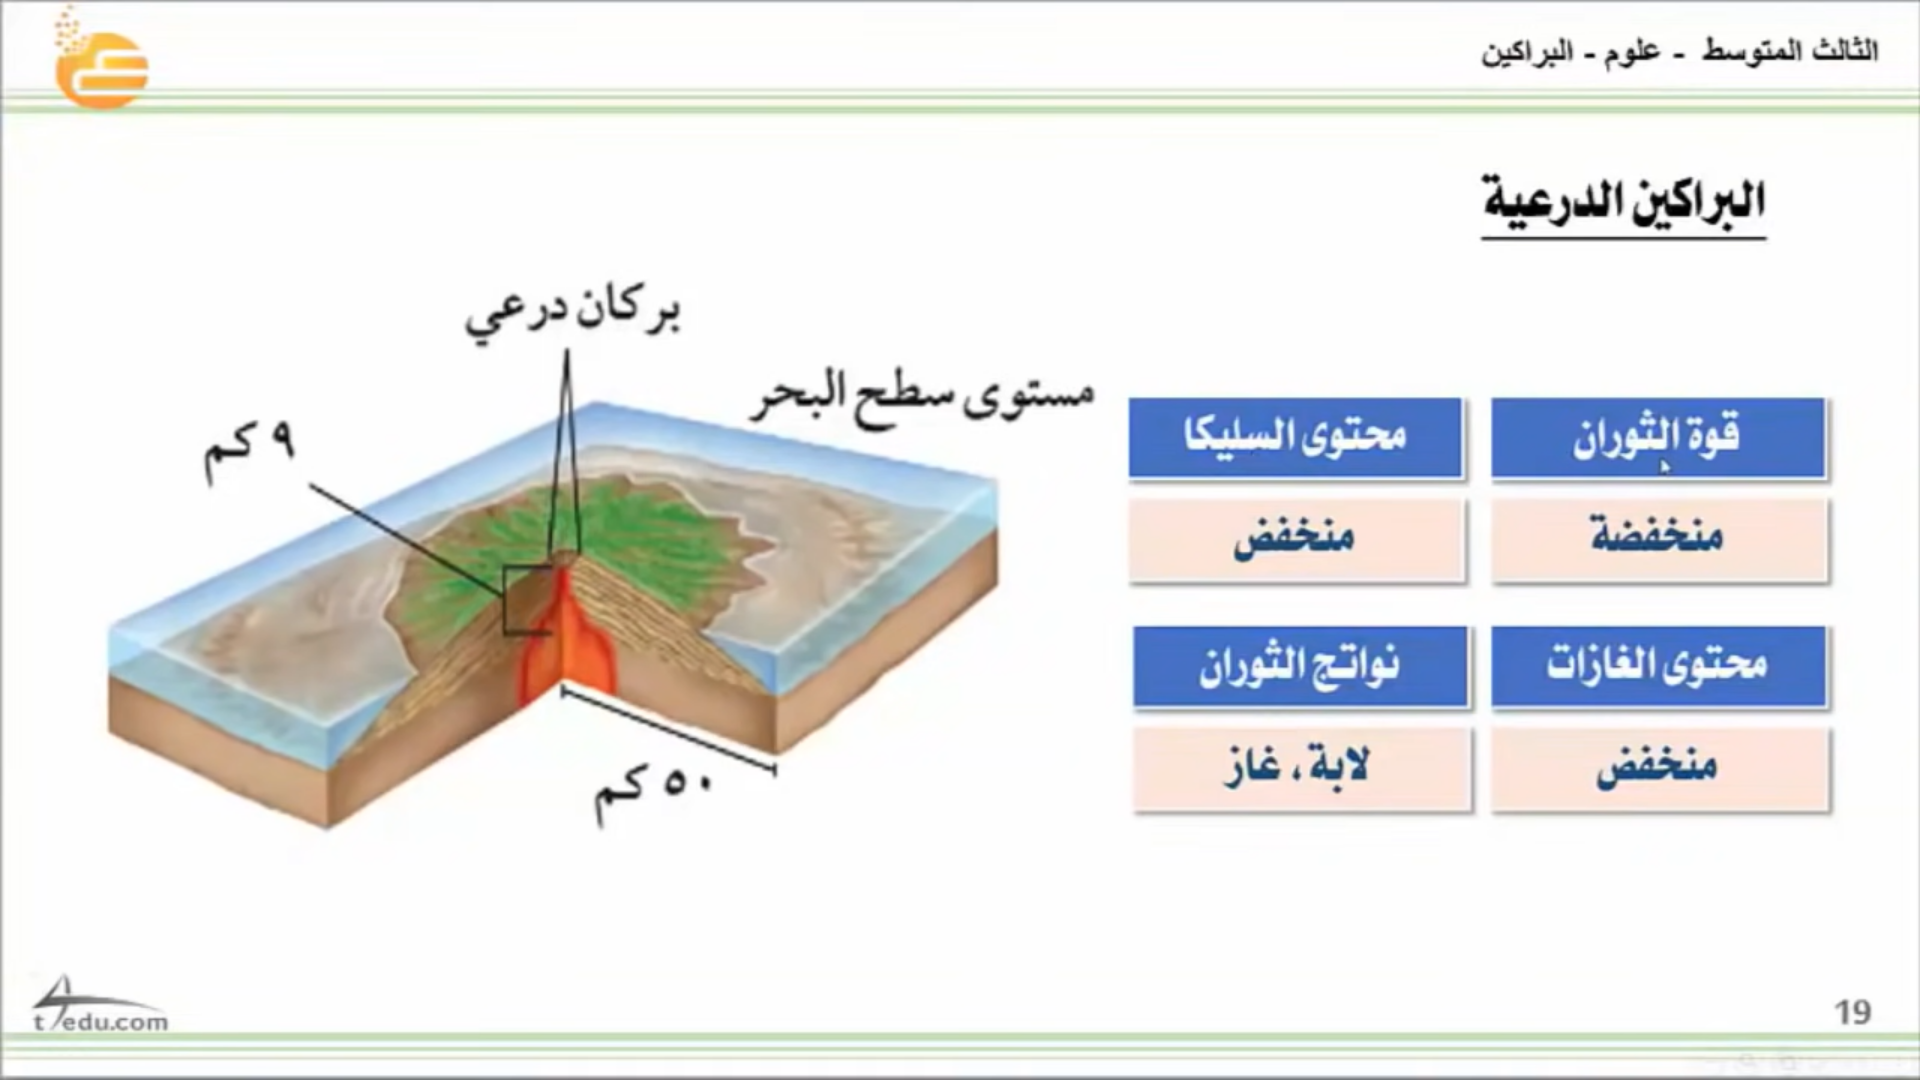 الثالث المتوسط - علوم - البراكين
البراكين الدرعية
بركان درعي
مستوى سطح البحر
٩ كم
٥٠ كم
قوة الثوران
محتوى السليكا
منخفضة
منخفض
محتوى الغازات
نواتج الثوران
منخفض
لابة ، غاز
t4edu.com
19